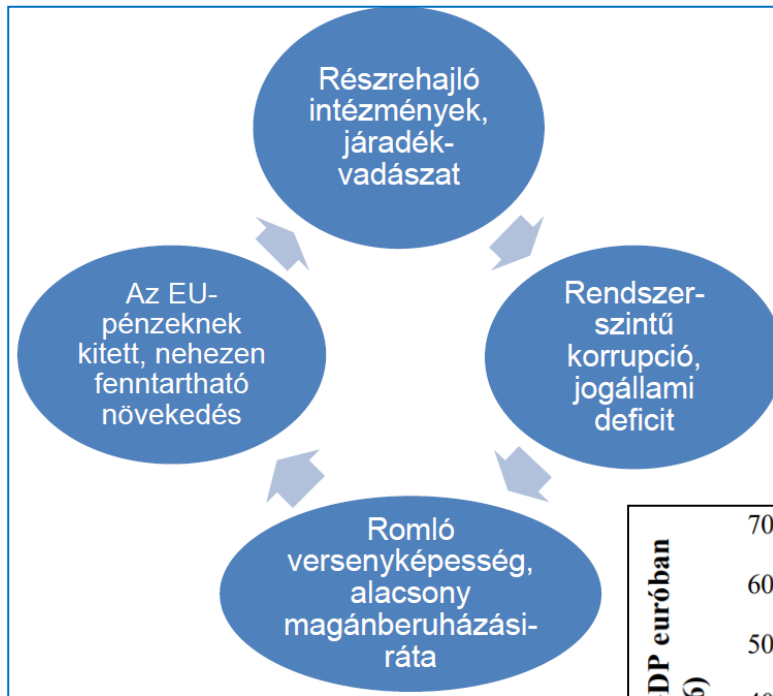 Részrehajló
intézmények,
járadék-
vadászat
Az EU-
pénzeknek
kitett, nehezen
fenntartható
növekedés
Rendszer-
szintű
korrupció,
jogállami
deficit
Romló
versenyképesség,
alacsony
magánberuházási-
ráta
DP euróban
70
60
50